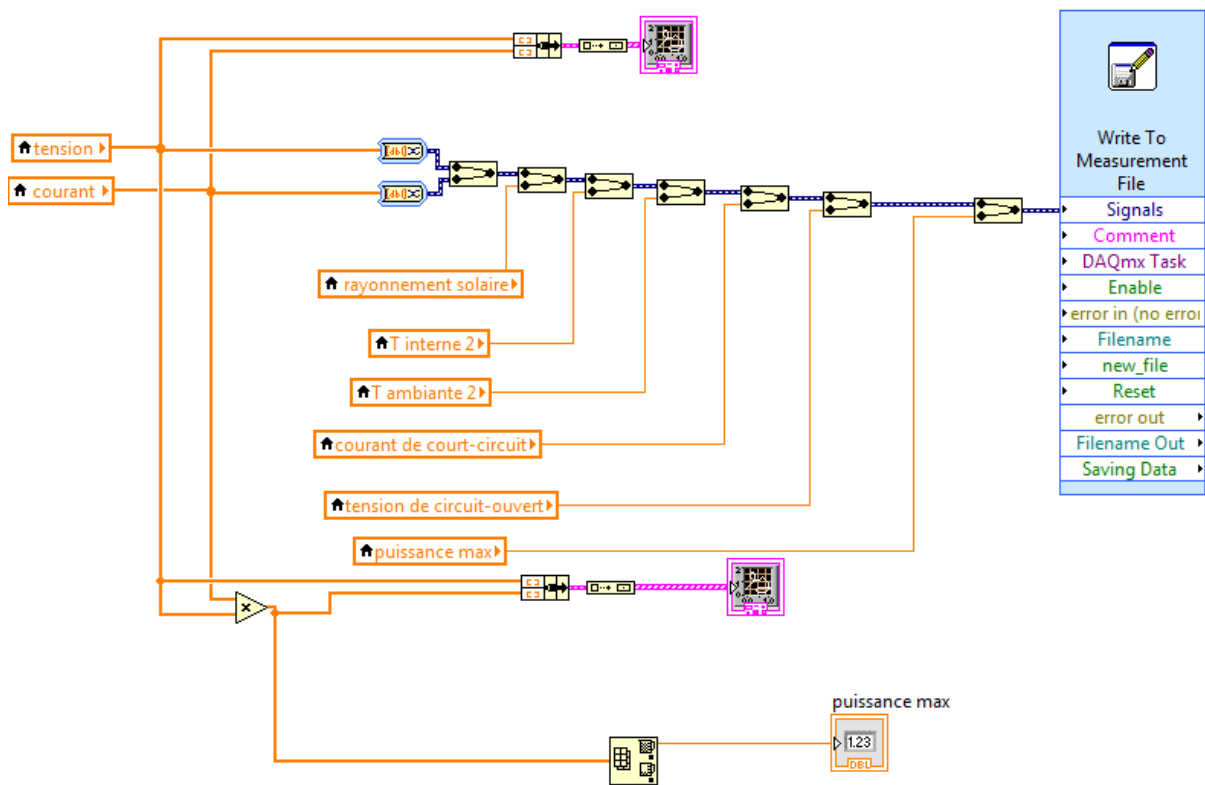 Write To
Measurement
File
tension
courant
Signals
Comment
DAQmx Task
Enable
error in (no erro
Filename
new_file
Reset
error out
Filename Out
Saving Data
rayonnement solaire
T interne 2
T ambiante 2
courant de court-circuit
tension de circuit-ouvert
puissance max
x
puissance max
1.23
DBL